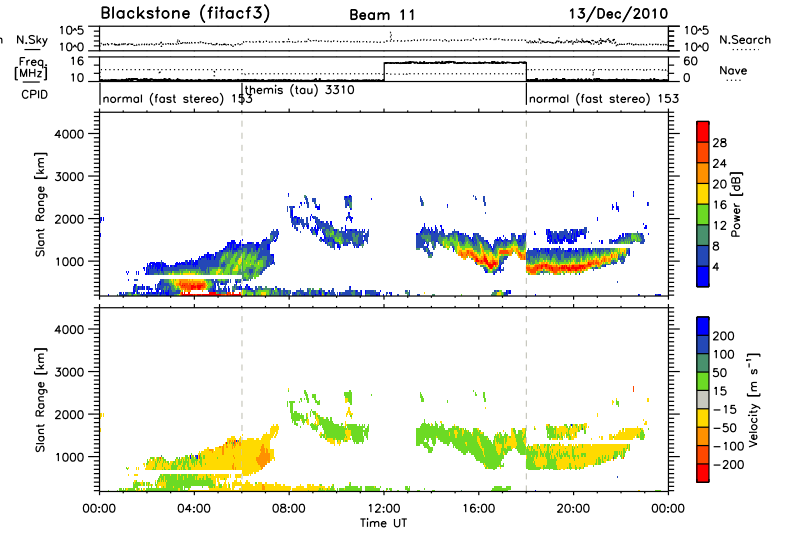 Blackstone (fitacf3) Beam 11 13/Dec/2010
n N.Sky 10^5 10^0 10^5 10^0 N.Search
Freq. [MHz] 16 10 60 0 Nave
CPID normal (fast stereo) 153 themis (tau) 3310 normal (fast stereo) 153
Slant Range [km]
4000
3000
2000
1000
28
24
20
16
12
8
4
Power [dB]
Slant Range [km]
4000
3000
2000
1000
200
100
50
15
-15
-50
-100
-200
Velocity [m s⁻¹]
00:00 04:00 08:00 12:00 16:00 20:00 00:00
Time UT